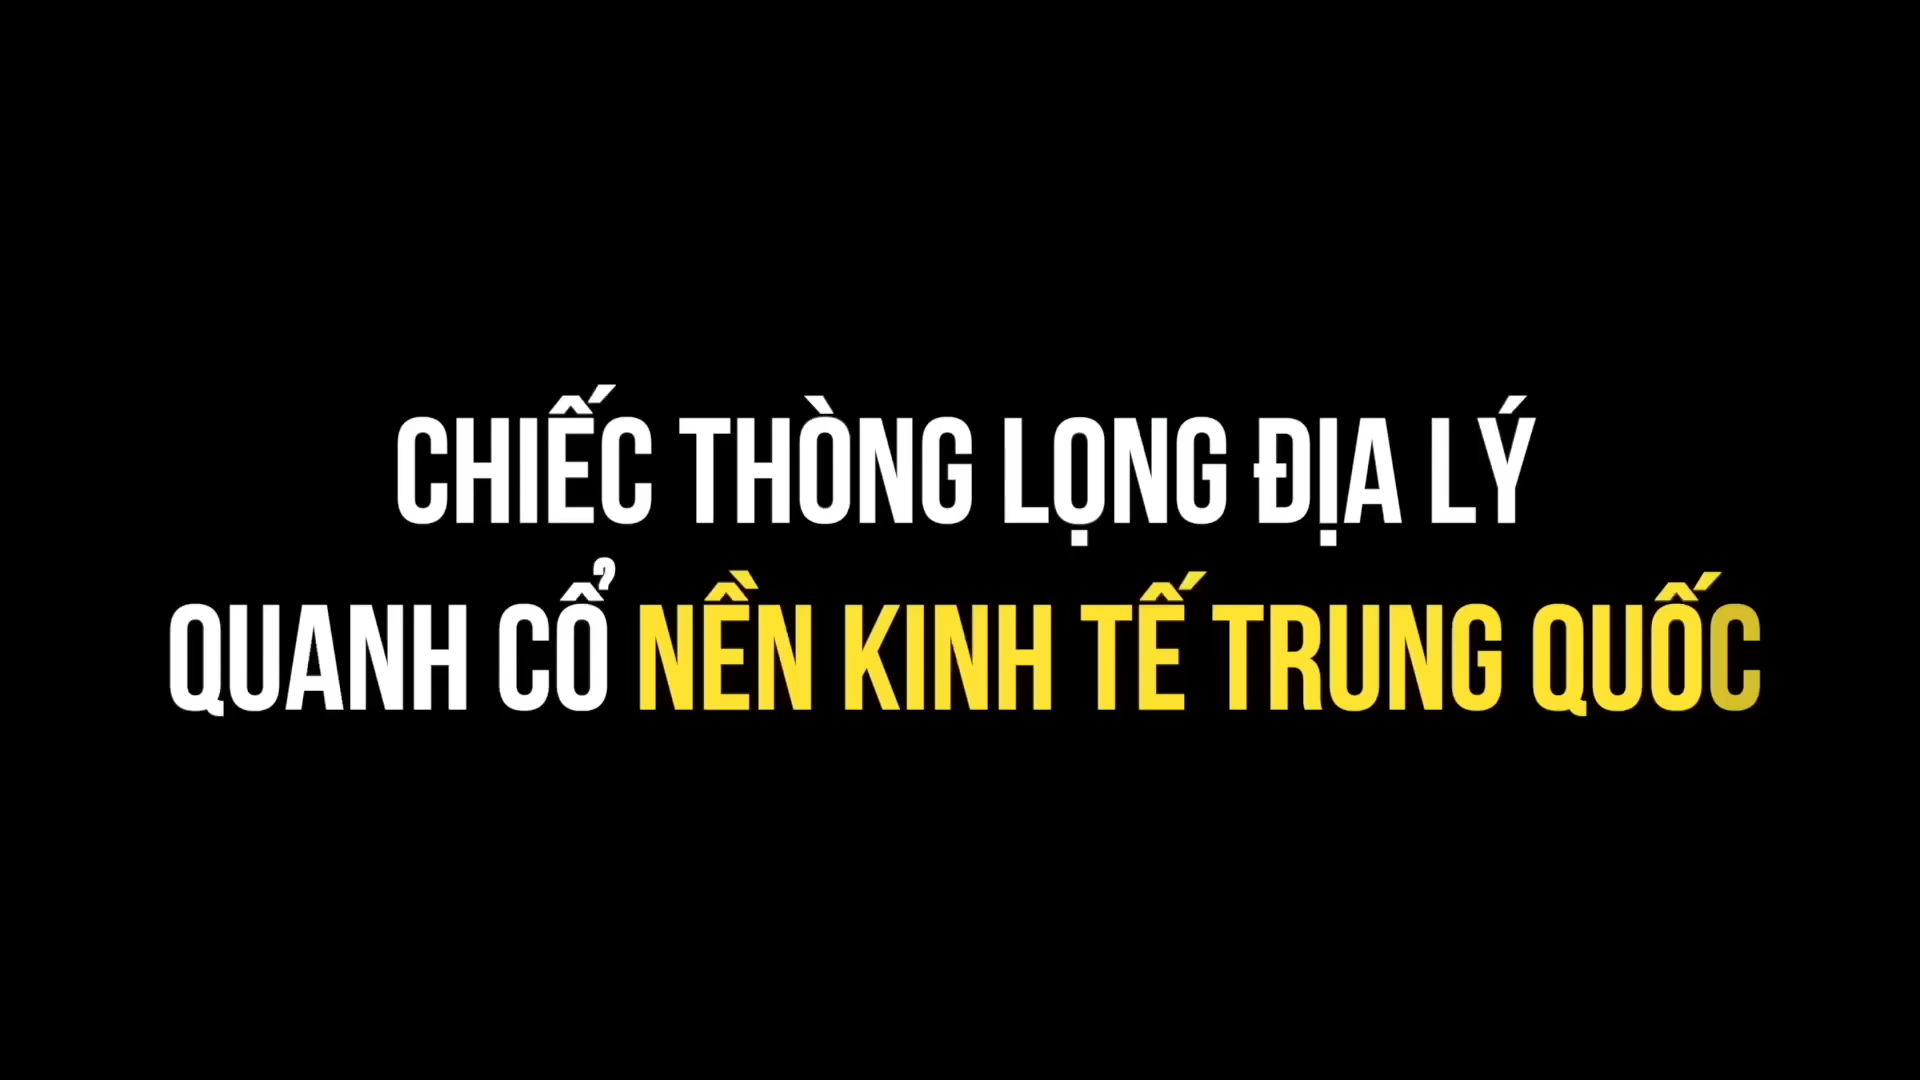 CHIẾC THÒNG LỌNG ĐỊA LÝ
QUANH CỔ NỀN KINH TẾ TRUNG QUỐC